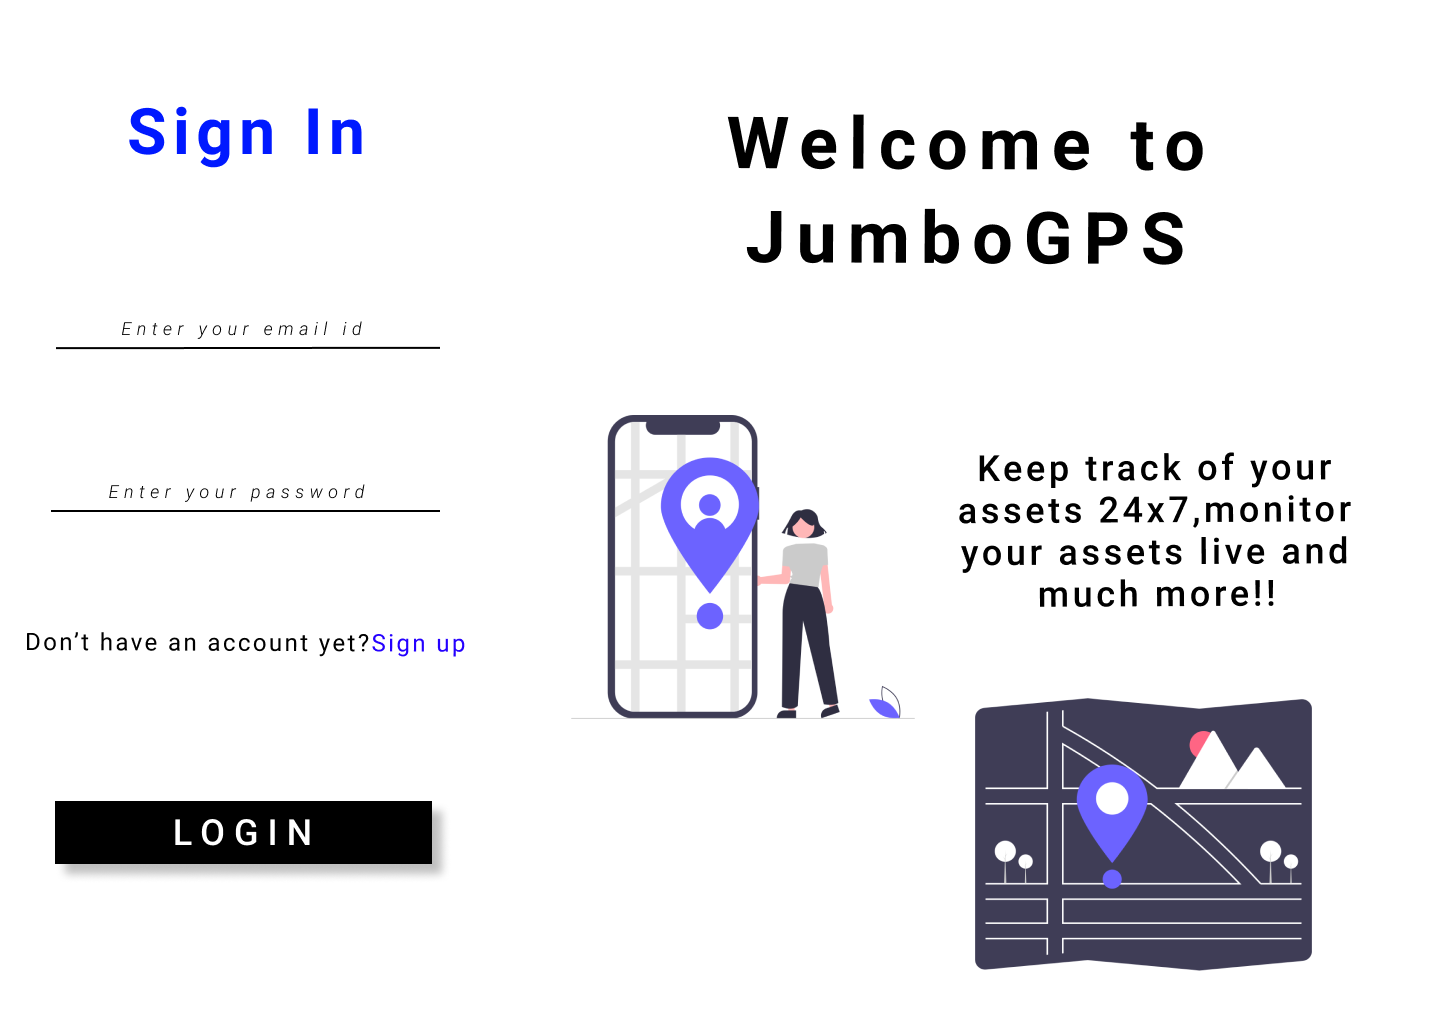 Sign In
Enter your email id
Enter your password
Don’t have an account yet?Sign up
LOGIN
Welcome to
JumboGPS
Keep track of your
assets 24x7,monitor
your assets live and
much more!!